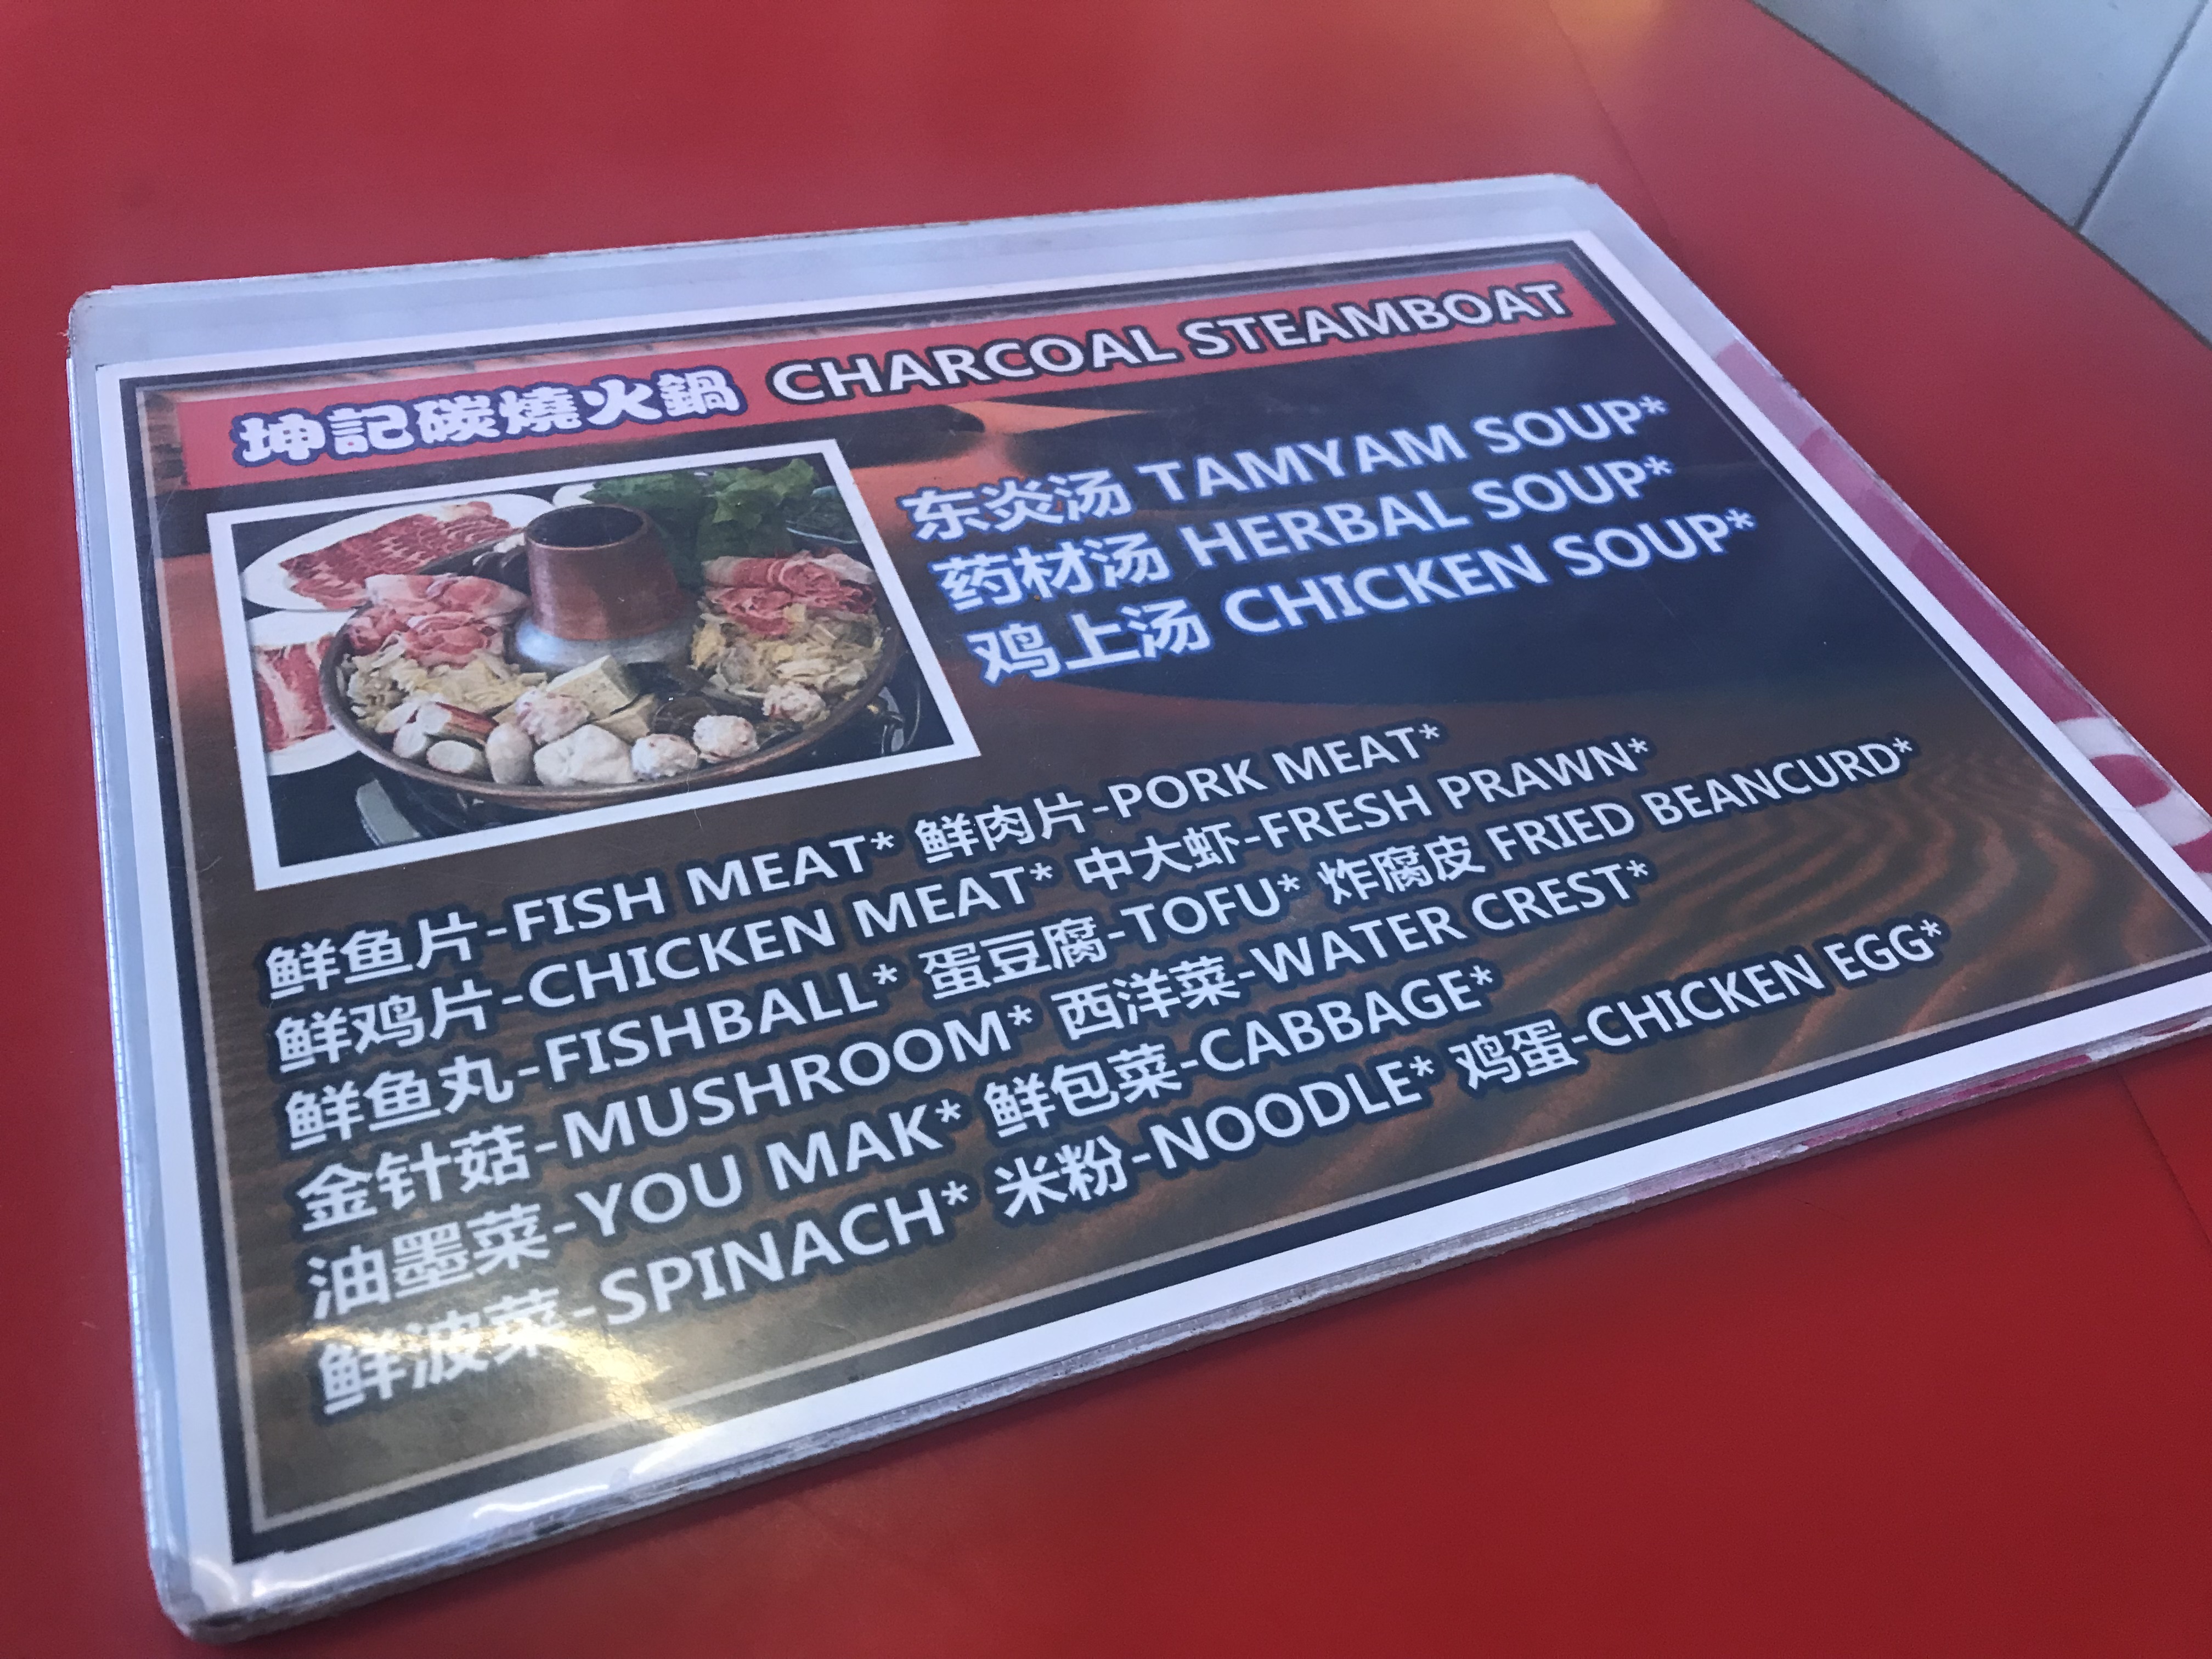 坤記碳燒火鍋 CHARCOAL STEAMBOAT
东炎汤 TAMYAM SOUP*
药材汤 HERBAL SOUP*
鸡上汤 CHICKEN SOUP*
鲜鱼片-FISH MEAT* 鲜肉片-PORK MEAT*
鲜鸡片-CHICKEN MEAT* 中大虾-FRESH PRAWN*
鲜鱼丸-FISHBALL* 蛋豆腐-TOFU* 炸腐皮 FRIED BEANCURD*
金针菇-MUSHROOM* 西洋菜-WATER CREST*
油墨菜-YOU MAK* 鲜包菜-CABBAGE*
鲜波菜-SPINACH* 米粉-NOODLE* 鸡蛋-CHICKEN EGG*